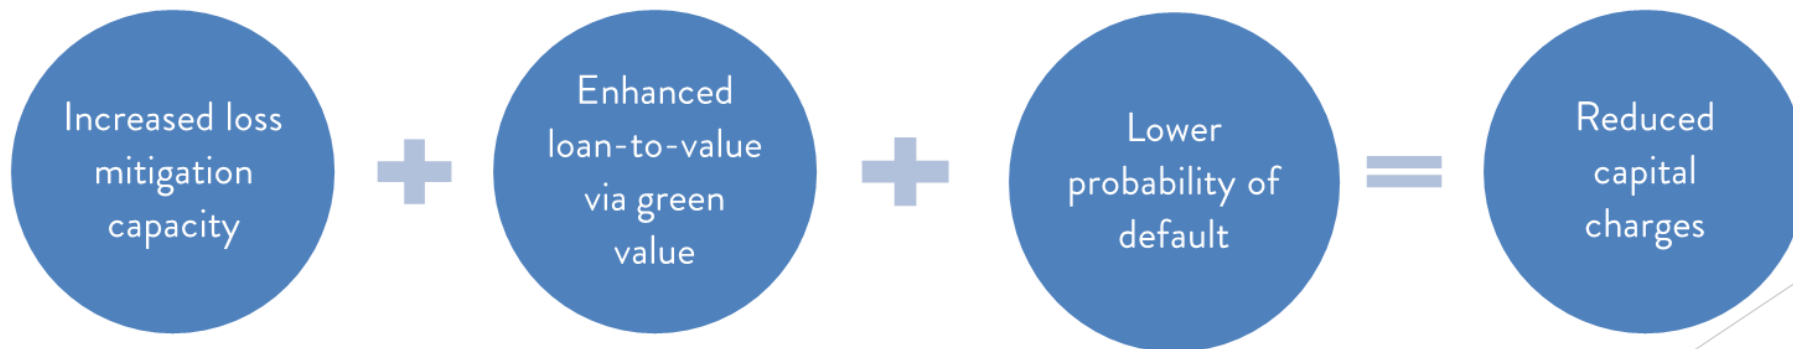 Increased loss
mitigation
capacity
Enhanced
loan-to-value
via green
value
Lower
probability of
default
Reduced
capital
charges